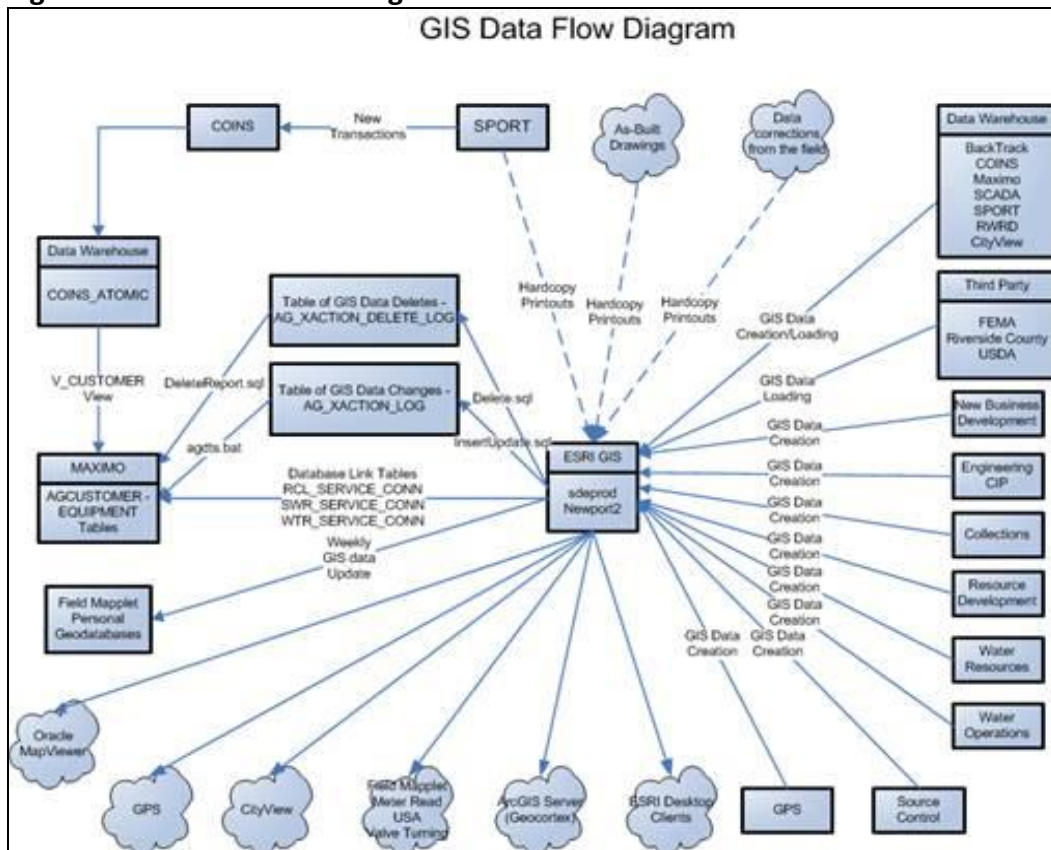 GIS Data Flow Diagram
COINS
New
Transactions
SPORT
As-Built
Drawings
Data
corrections
from the field
Data Warehouse
BackTrack
COINS
Maximo
SCADA
SPORT
RWRD
CityView
Data Warehouse
COINS_ATOMIC
Table of GIS Data Deletes -
AG_XACTION_DELETE_LOG
Hardcopy
Printouts
Hardcopy
Printouts
Hardcopy
Printouts
GIS Data
Creation/Loading
Third Party
FEMA
Riverside County
USDA
V_CUSTOMER
View
DeleteReport.sql
Table of GIS Data Changes -
AG_XACTION_LOG
Delete.sql
GIS Data
Loading
New Business
Development
agdts.bat
InsertUpdate.sql
GIS Data
Creation
MAXIMO
AGCUSTOMER -
EQUIPMENT
Tables
Database Link Tables
RCL_SERVICE_CONN
SWR_SERVICE_CONN
WTR_SERVICE_CONN
ESRI GIS
sdeprod
Newport2
GIS Data
Creation
Engineering
CIP
GIS Data
Creation
Collections
Weekly
GIS data
Update
GIS Data
Creation
Resource
Development
Field Mapplet
Personal
Geodatabases
GIS Data
Creation
GIS Data
Creation
GIS Data
Creation
GIS Data
Creation
Water
Resources
Water
Operations
Oracle
MapViewer
GPS
CityView
Field Mapplet
Meter Read
USA
Valve Turning
ArcGIS Server
(Geocortex)
ESRI Desktop
Clients
GPS
Source
Control